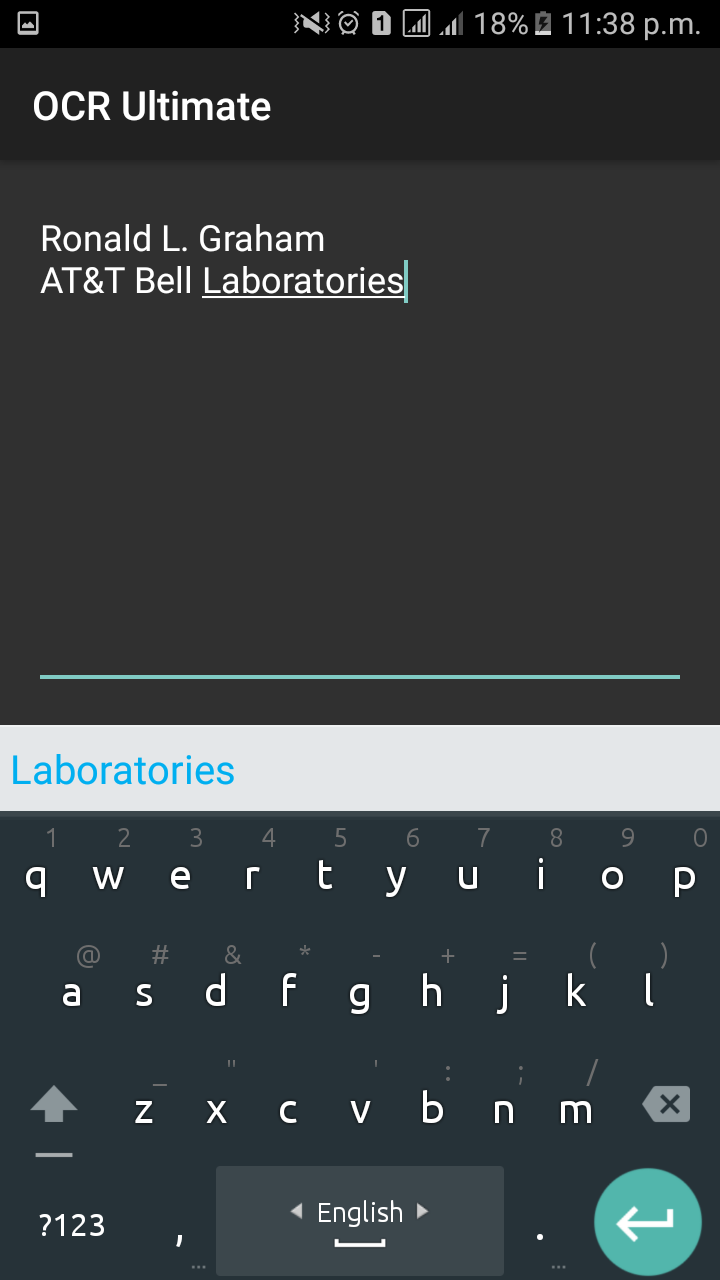 18% 11:38 p.m.
OCR Ultimate
Ronald L. Graham
AT&T Bell Laboratories
Laboratories
1 2 3 4 5 6 7 8 9 0
q w e r t y u i o p
@ # & * - + = ( )
a s d f g h j k l
_ " ' : ; /
z x c v b n m
?123 , ... English . ...